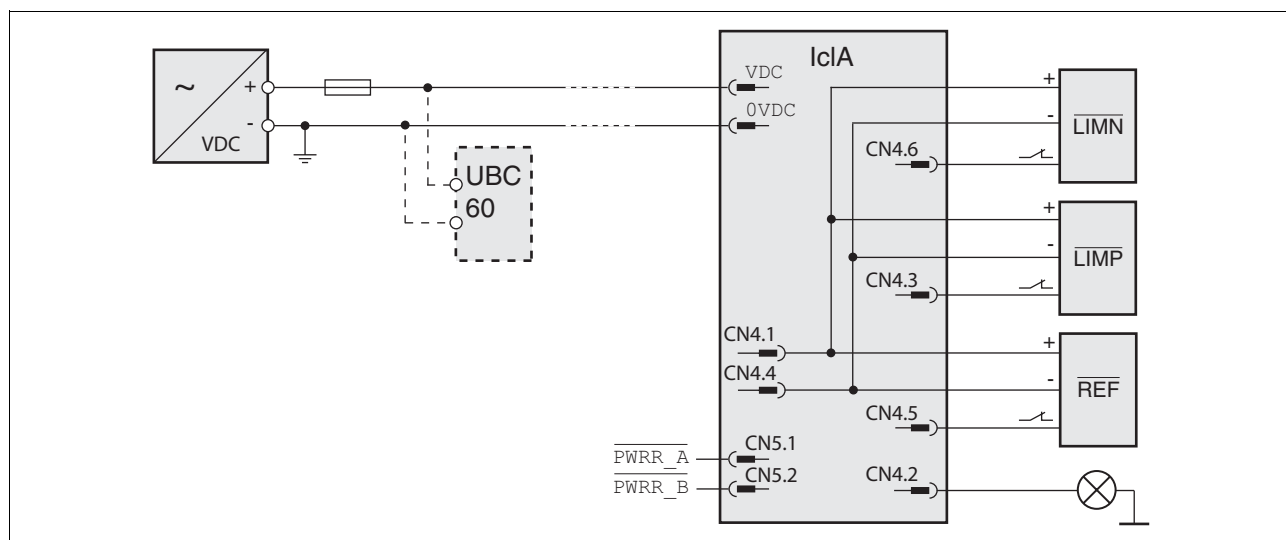 ~
+
-
VDC
UBC
60
IclA
VDC
0VDC
CN4.6
CN4.3
CN4.1
CN4.4
CN4.5
PWRR_A
CN5.1
PWRR_B
CN5.2
CN4.2
+
-
LIMN
+
-
LIMP
+
-
REF